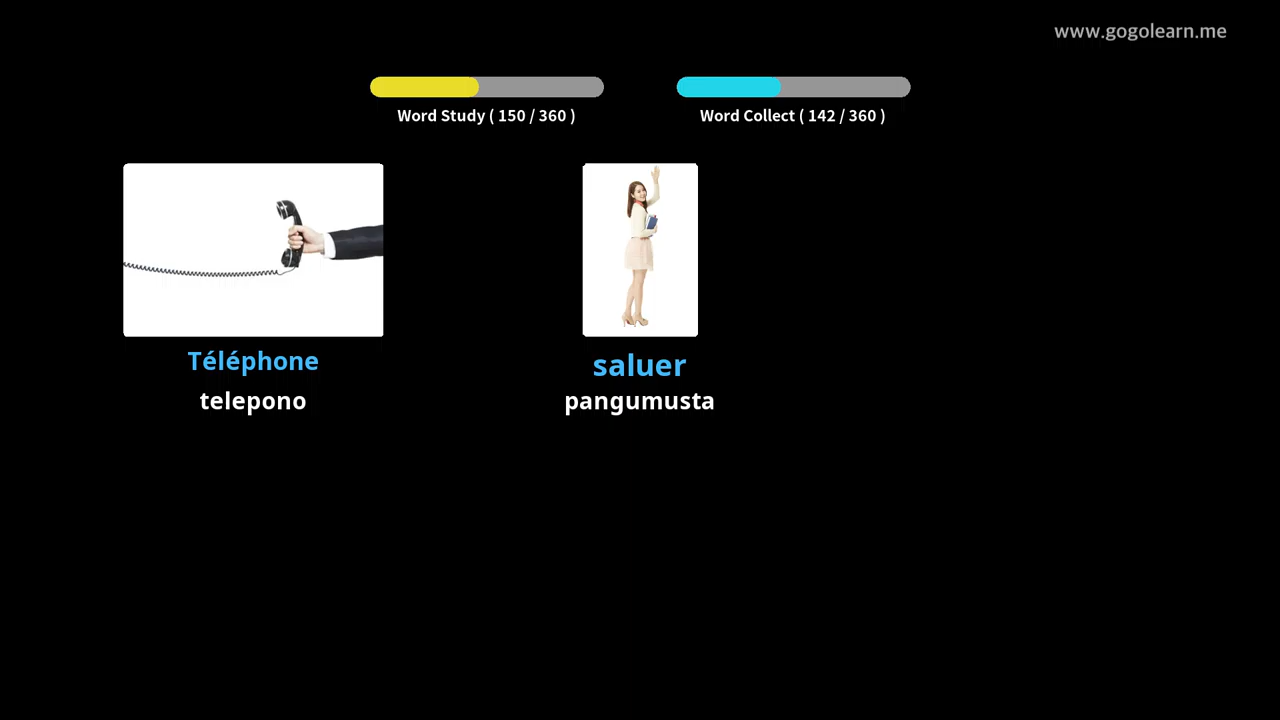 www.gogolearn.me
Word Study ( 150 / 360 )
Word Collect ( 142 / 360 )
Téléphone
telepono
saluer
pangumusta